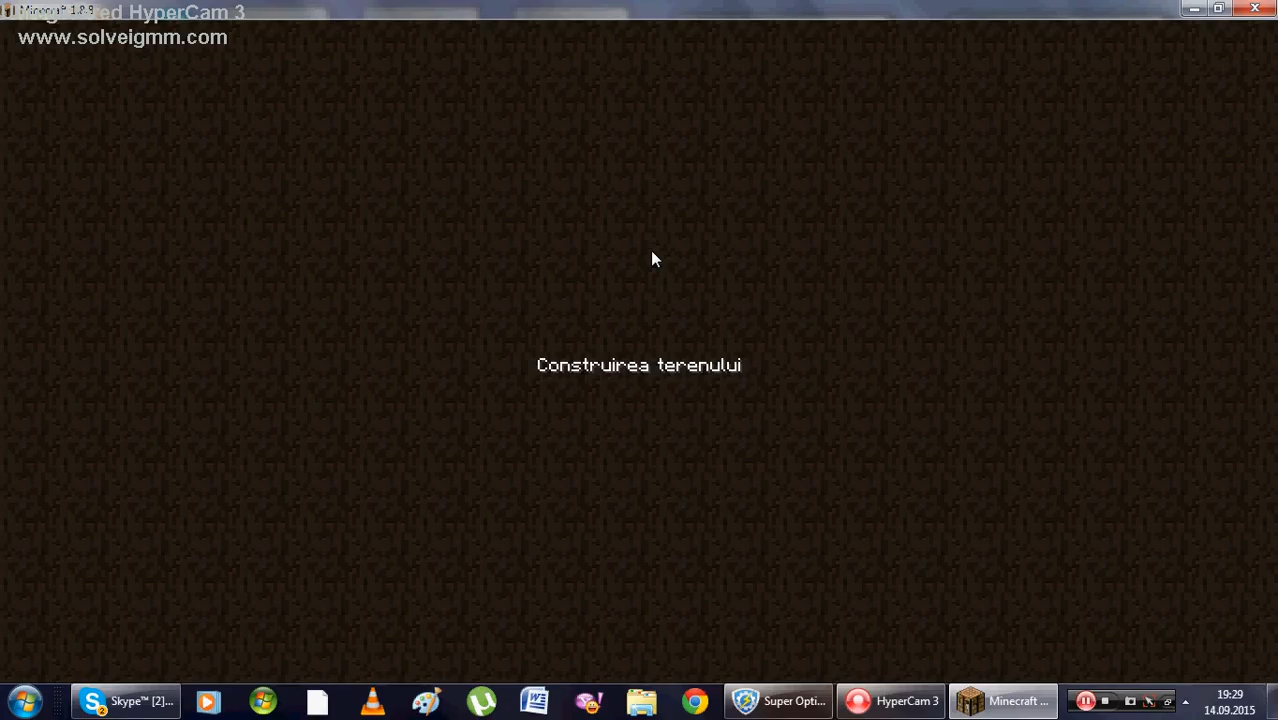 HyperCam 3
www.solveigmm.com
Construirea terenului
Skype™ [2]...
Super Opti...
HyperCam 3
Minecraft ...
19:29
14.09.2015